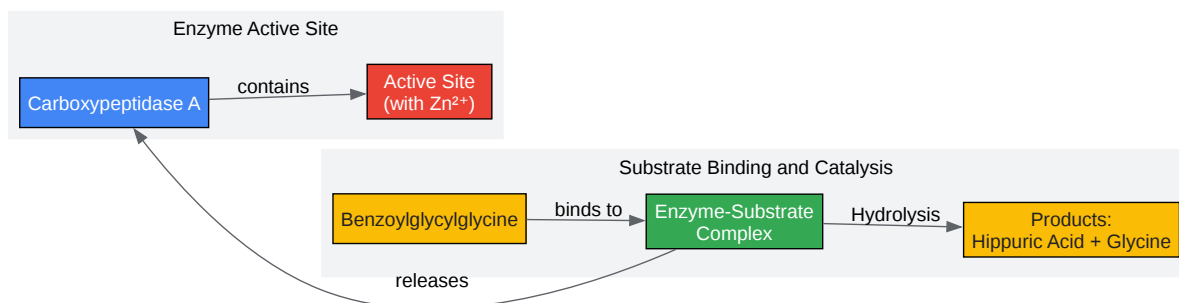 Enzyme Active Site
Carboxypeptidase A
contains
Active Site
(with Zn²⁺)
Substrate Binding and Catalysis
Benzoylglycylglycine
binds to
Enzyme-Substrate
Complex
Hydrolysis
Products:
Hippuric Acid + Glycine
releases